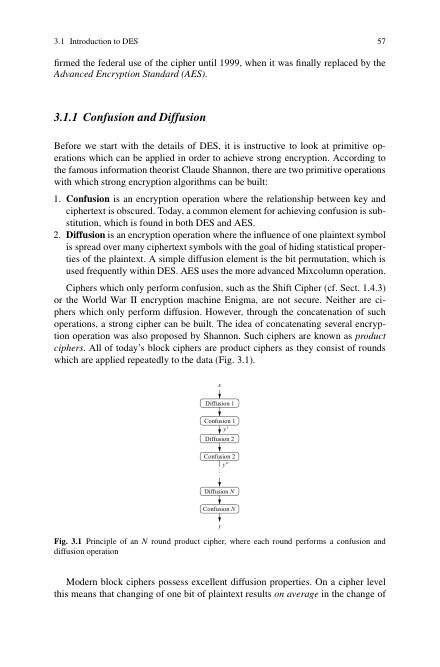 3.1 Introduction to DES 57
firmed the federal use of the cipher until 1999, when it was finally replaced by the
Advanced Encryption Standard (AES).
3.1.1 Confusion and Diffusion
Before we start with the details of DES, it is instructive to look at primitive op-
erations which can be applied in order to achieve strong encryption. According to
the famous information theorist Claude Shannon, there are two primitive operations
with which strong encryption algorithms can be built:
1. Confusion is an encryption operation where the relationship between key and
ciphertext is obscured. Today, a common element for achieving confusion is sub-
stitution, which is found in both DES and AES.
2. Diffusion is an encryption operation where the influence of one plaintext symbol
is spread over many ciphertext symbols with the goal of hiding statistical proper-
ties of the plaintext. A simple diffusion element is the bit permutation, which is
used frequently within DES. AES uses the more advanced Mixcolumn operation.
Ciphers which only perform confusion, such as the Shift Cipher (cf. Sect. 1.4.3)
or the World War II encryption machine Enigma, are not secure. Neither are ci-
phers which only perform diffusion. However, through the concatenation of such
operations, a strong cipher can be built. The idea of concatenating several encryp-
tion operation was also proposed by Shannon. Such ciphers are known as product
ciphers. All of today's block ciphers are product ciphers as they consist of rounds
which are applied repeatedly to the data (Fig. 3.1).
x
Diffusion 1
Confusion 1
y'
Diffusion 2
Confusion 2
y''
Diffusion N
Confusion N
y
Fig. 3.1 Principle of an N round product cipher, where each round performs a confusion and
diffusion operation
Modern block ciphers possess excellent diffusion properties. On a cipher level
this means that changing of one bit of plaintext results on average in the change of